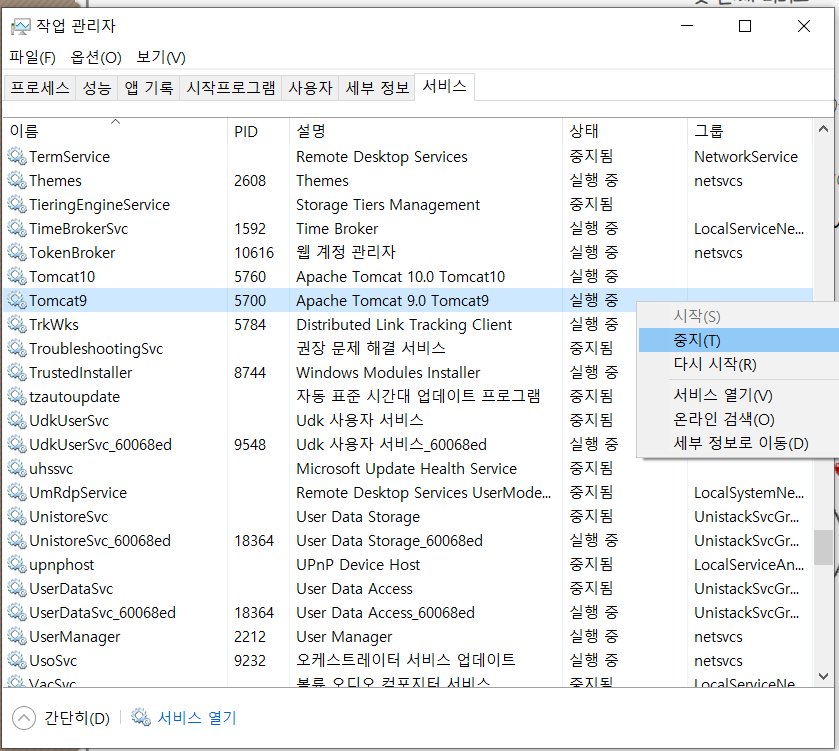 작업 관리자
파일(F) 옵션(O) 보기(V)
프로세스 성능 앱 기록 시작프로그램 사용자 세부 정보 서비스
이름 PID 설명 상태 그룹
TermService Remote Desktop Services 중지됨 NetworkService
Themes 2608 Themes 실행 중 netsvcs
TieringEngineService Storage Tiers Management 중지됨
TimeBrokerSvc 1592 Time Broker 실행 중 LocalServiceNe...
TokenBroker 10616 웹 계정 관리자 실행 중 netsvcs
Tomcat10 5760 Apache Tomcat 10.0 Tomcat10 실행 중
Tomcat9 5700 Apache Tomcat 9.0 Tomcat9 실행 중
시작(S)
TrkWks 5784 Distributed Link Tracking Client 실행 중
중지(T)
TroubleshootingSvc 권장 문제 해결 서비스 중지됨
다시 시작(R)
TrustedInstaller 8744 Windows Modules Installer 실행 중
서비스 열기(V)
tzautoupdate 자동 표준 시간대 업데이트 프로그램 중지됨
온라인 검색(O)
UdkUserSvc Udk 사용자 서비스 중지됨
세부 정보로 이동(D)
UdkUserSvc_60068ed 9548 Udk 사용자 서비스_60068ed 실행 중
uhssvc Microsoft Update Health Service 중지됨
UmRdpService Remote Desktop Services UserMode... 중지됨 LocalSystemNe...
UnistoreSvc User Data Storage 중지됨 UnistackSvcGr...
UnistoreSvc_60068ed 18364 User Data Storage_60068ed 실행 중 UnistackSvcGr...
upnphost UPnP Device Host 중지됨 LocalServiceAn...
UserDataSvc User Data Access 중지됨 UnistackSvcGr...
UserDataSvc_60068ed 18364 User Data Access_60068ed 실행 중 UnistackSvcGr...
UserManager 2212 User Manager 실행 중 netsvcs
UsoSvc 9232 오케스트레이터 서비스 업데이트 실행 중 netsvcs
VacSvc 볼륨 오디오 컴포지터 서비스 중지됨 LocalServiceNe...
간단히(D) 서비스 열기